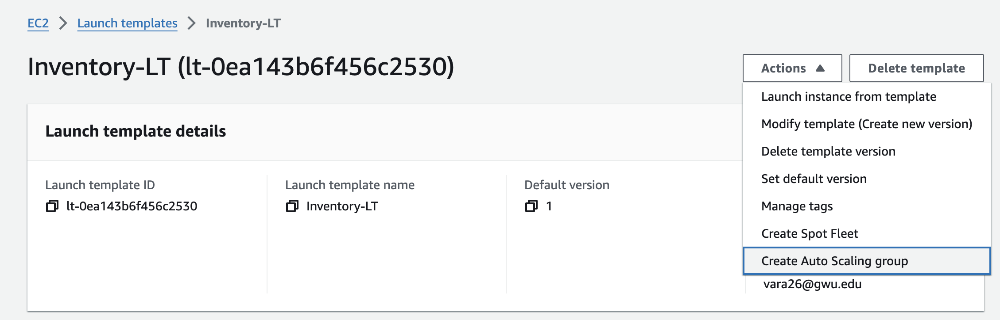 EC2 > Launch templates > Inventory-LT
Inventory-LT (lt-0ea143b6f456c2530)
Actions
Delete template
Launch instance from template
Modify template (Create new version)
Delete template version
Set default version
Manage tags
Create Spot Fleet
Create Auto Scaling group
Launch template details
Launch template ID
lt-0ea143b6f456c2530
Launch template name
Inventory-LT
Default version
1
vara26@gwu.edu